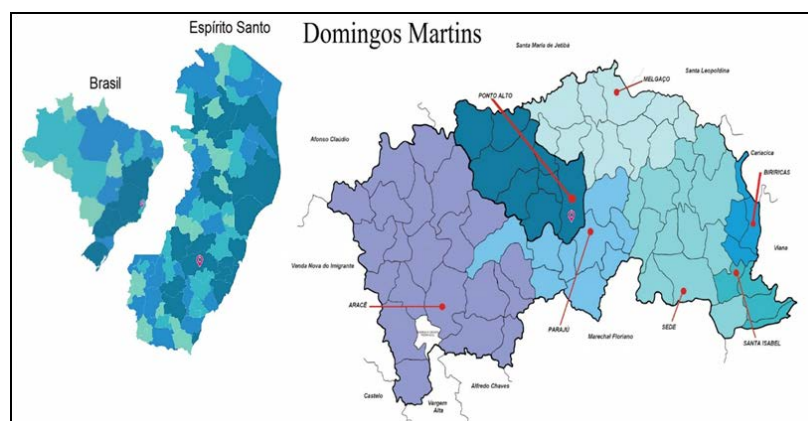 Espírito Santo
Domingos Martins
Brasil
Santa Maria de Jetibá
Santa Leopoldina
MELGAÇO
PONTO ALTO
Afonso Cláudio
Cariacica
BIRIRICAS
Viana
Venda Nova do Imigrante
ARACÊ
PARAJÚ
Marechal Floriano
SEDE
SANTA ISABEL
Castelo
Vargem
Alta
Alfredo Chaves